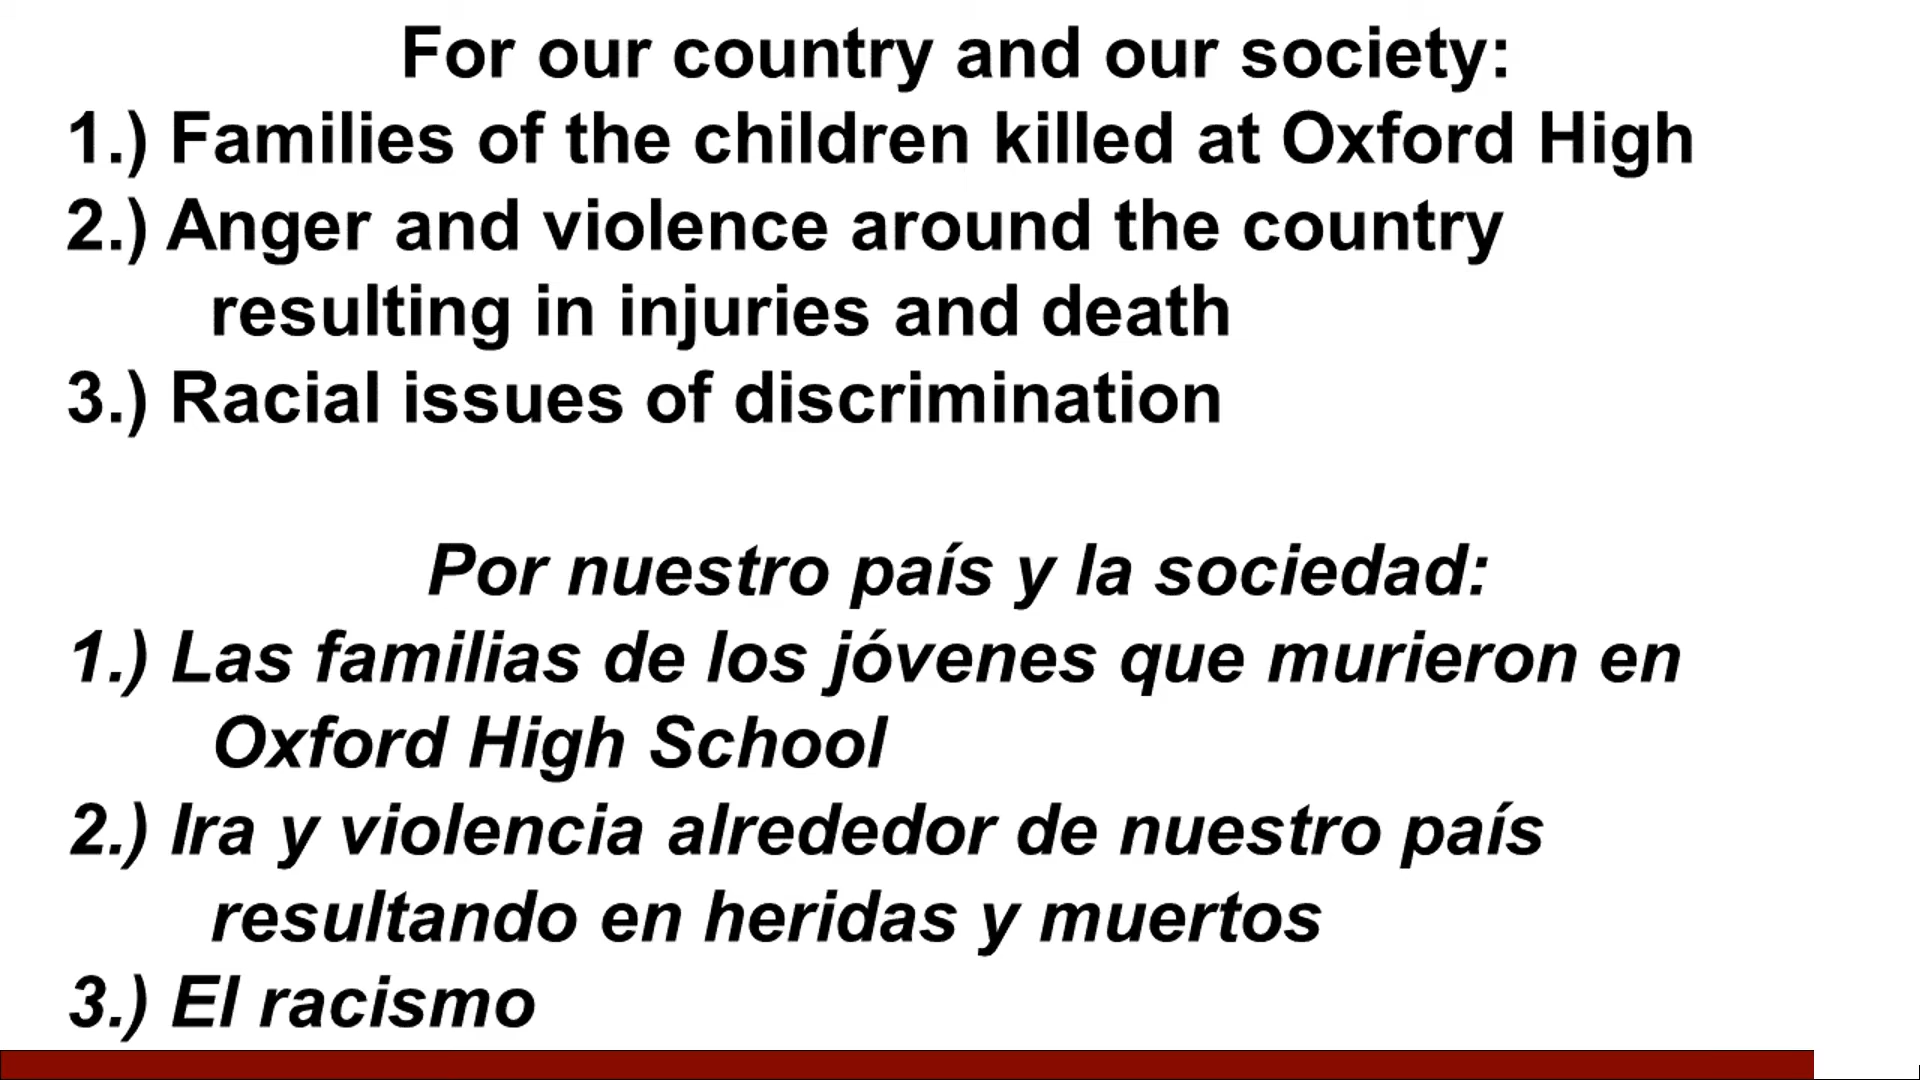 For our country and our society:
1.) Families of the children killed at Oxford High
2.) Anger and violence around the country
resulting in injuries and death
3.) Racial issues of discrimination
Por nuestro país y la sociedad:
1.) Las familias de los jóvenes que murieron en
Oxford High School
2.) Ira y violencia alrededor de nuestro país
resultando en heridas y muertos
3.) El racismo